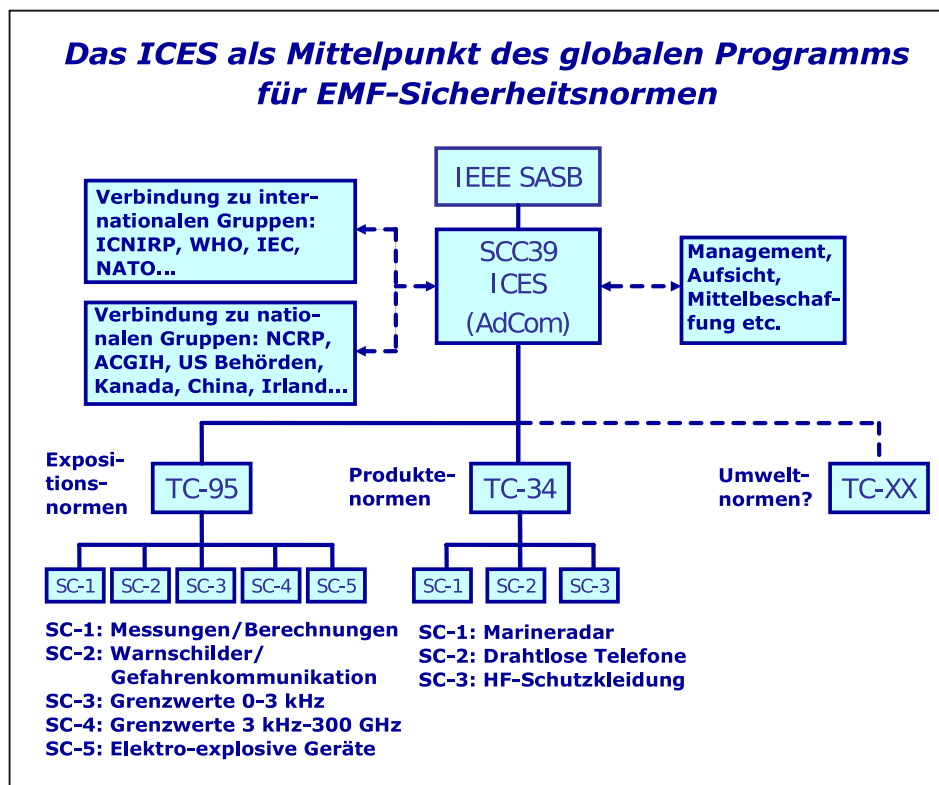 Das ICES als Mittelpunkt des globalen Programms
für EMF-Sicherheitsnormen
IEEE SASB
Verbindung zu inter-
nationalen Gruppen:
ICNIRP, WHO, IEC,
NATO...
SCC39
ICES
(AdCom)
Management,
Aufsicht,
Mittelbeschaf-
fung etc.
Verbindung zu natio-
nalen Gruppen: NCRP,
ACGIH, US Behörden,
Kanada, China, Irland...
Exposi-
tions-
normen
TC-95
Produkte-
normen
TC-34
Umwelt-
normen?
TC-XX
SC-1
SC-2
SC-3
SC-4
SC-5
SC-1
SC-2
SC-3
SC-1: Messungen/Berechnungen
SC-2: Warnschilder/
Gefahrenkommunikation
SC-3: Grenzwerte 0-3 kHz
SC-4: Grenzwerte 3 kHz-300 GHz
SC-5: Elektro-explosive Geräte
SC-1: Marineradar
SC-2: Drahtlose Telefone
SC-3: HF-Schutzkleidung